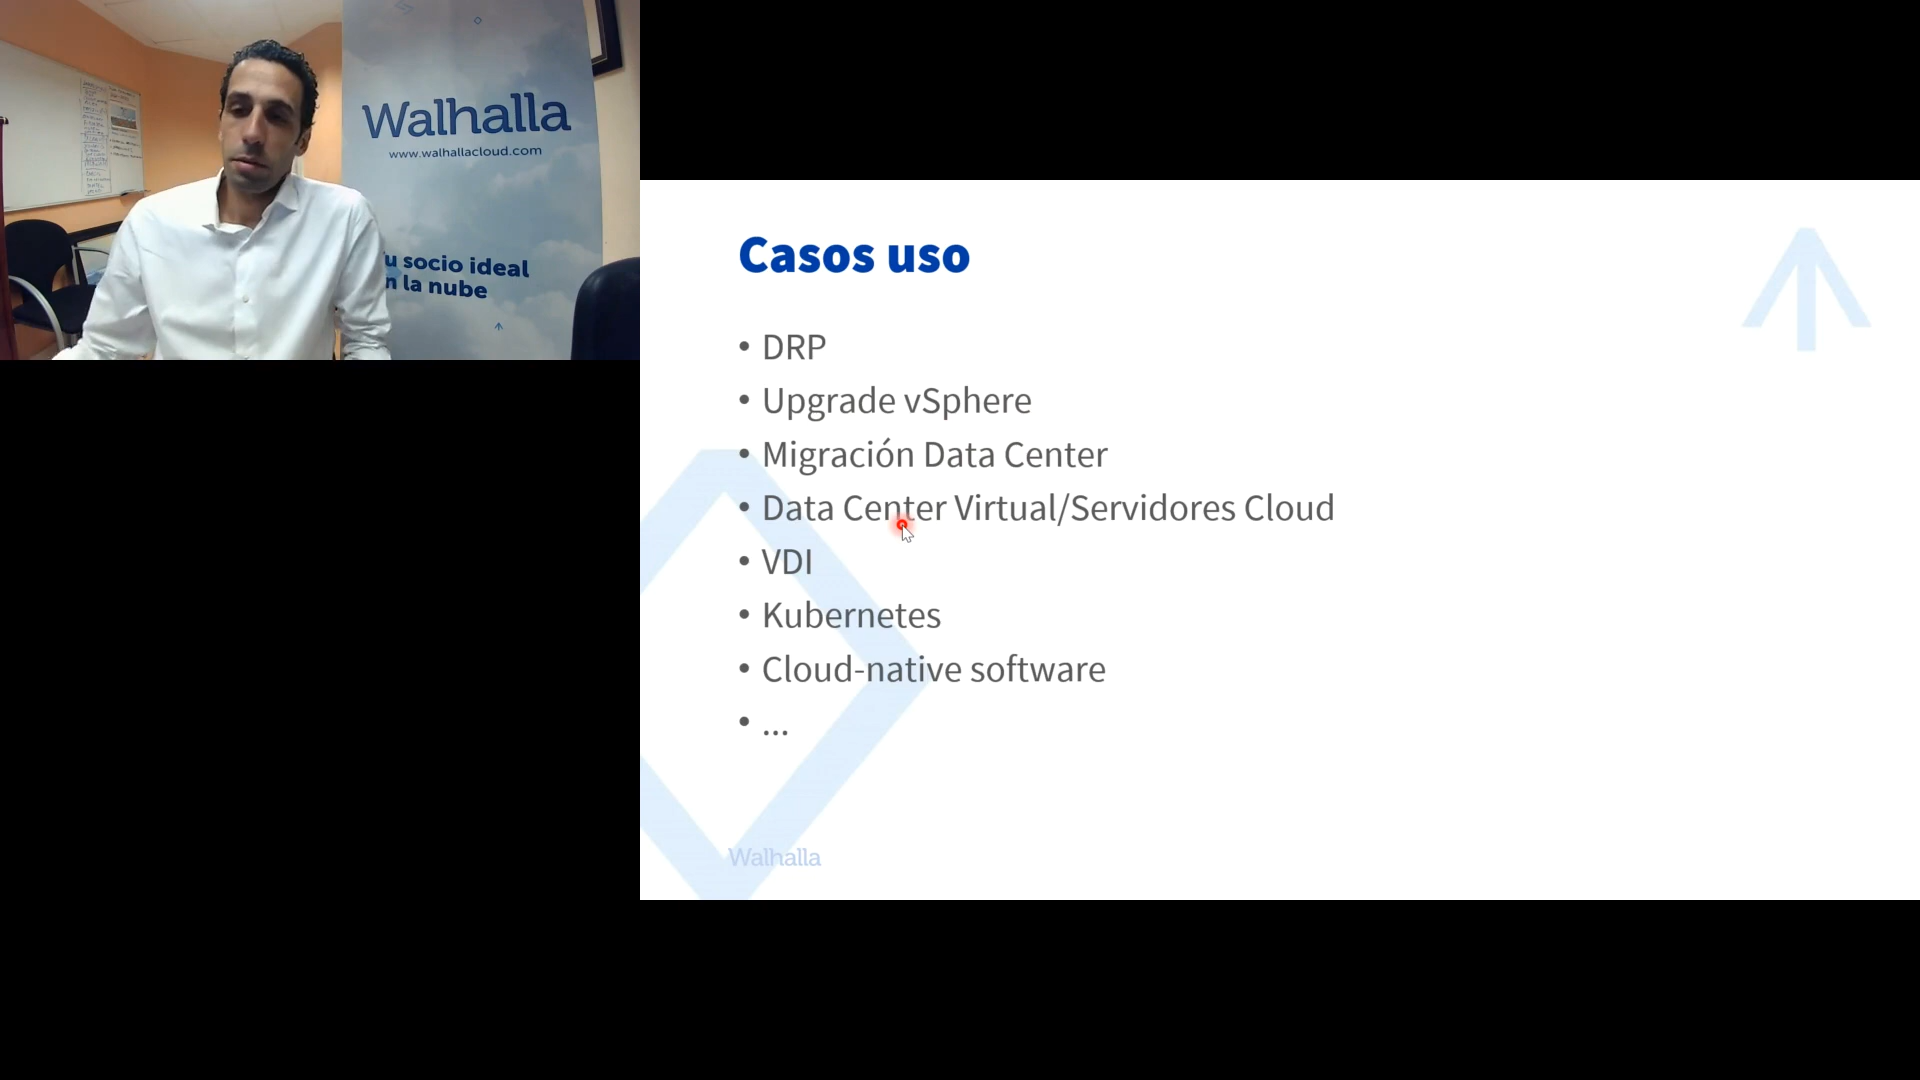 Walhalla
www.walhallacloud.com
u socio ideal
n la nube
Casos uso
• DRP
• Upgrade vSphere
• Migración Data Center
• Data Center Virtual/Servidores Cloud
• VDI
• Kubernetes
• Cloud-native software
• ...
Walhalla